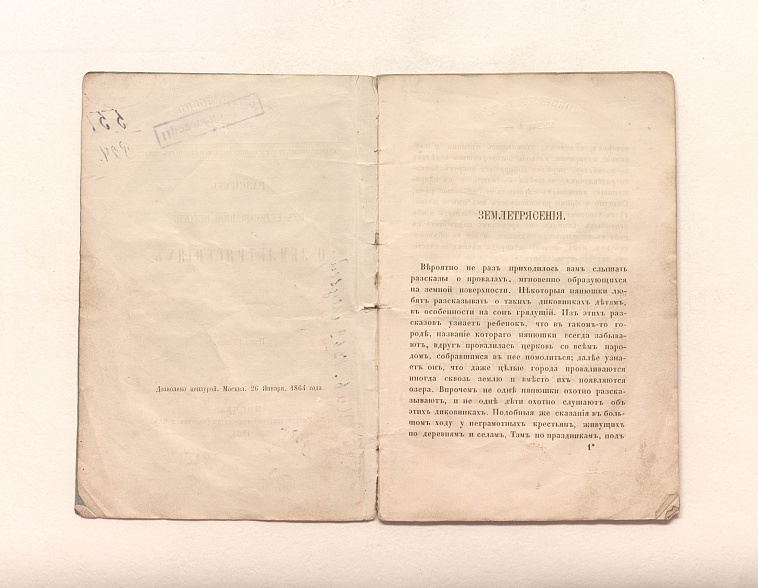 Дозволено цензурой. Москва. 26 Января. 1864 года
ЗЕМЛЕТРЯСЕНІЯ.
Вѣроятно не разъ приходилось вамъ слышать
разсказы о провалахъ, мгновенно образующихся
на земной поверхности. Нѣкоторыя нянюшки лю-
бятъ разсказывать о такихъ диковинкахъ дѣтямъ,
въ особенности на сонъ грядущій. Изъ этихъ раз-
сказовъ узнаетъ ребенокъ, что въ такомъ-то го-
родѣ, названіе котораго нянюшки всегда забыва-
ютъ, вдругъ провалилась церковь со всѣмъ наро-
домъ, собравшимся въ нее помолиться; далѣе узна-
етъ онъ, что даже цѣлые города проваливаются
иногда сквозь землю и вмѣсто ихъ появляются
озера. Впрочемъ не однѣ нянюшки охотно разска-
зываютъ, и не однѣ дѣти охотно слушаютъ объ
этихъ диковинкахъ. Подобныя же сказанія въ боль-
шомъ ходу у неграмотныхъ крестьянъ, живущихъ
по деревнямъ и селамъ. Тамъ по праздникамъ, подъ
1*